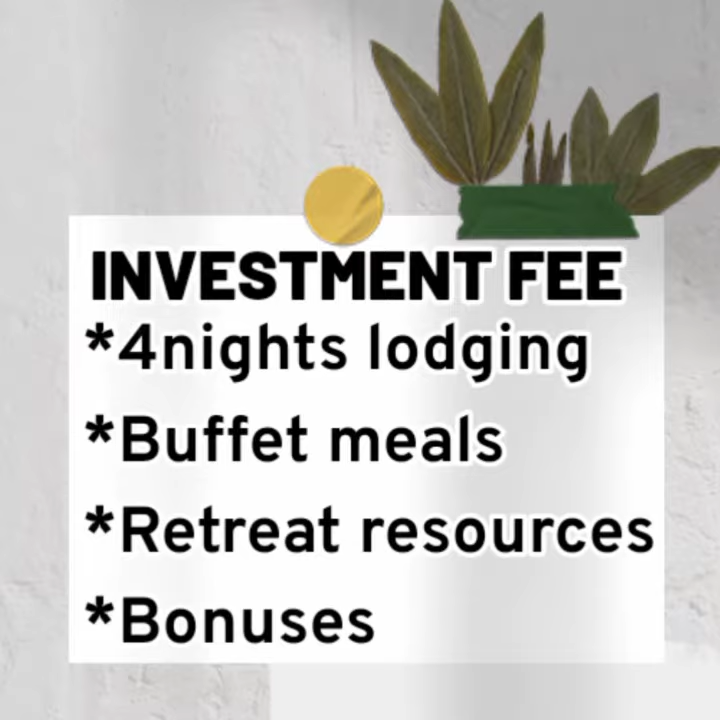 INVESTMENT FEE
*4nights lodging
*Buffet meals
*Retreat resources
*Bonuses